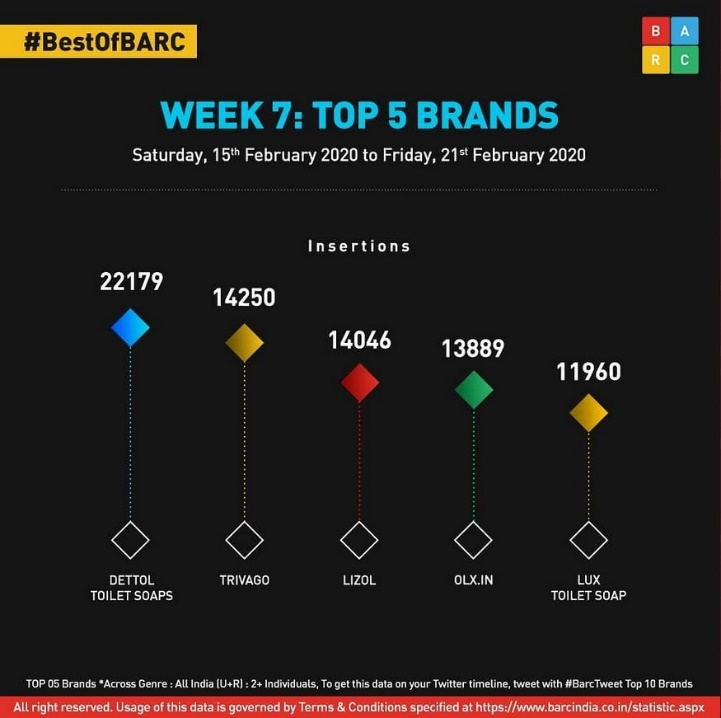 #BestOfBARC
B A
R C
WEEK 7: TOP 5 BRANDS
Saturday, 15th February 2020 to Friday, 21st February 2020
Insertions
22179
14250
14046
13889
11960
DETTOL
TOILET SOAPS
TRIVAGO
LIZOL
OLX.IN
LUX
TOILET SOAP
TOP 05 Brands *Across Genre : All India (U+R) : 2+ Individuals, To get this data on your Twitter timeline, tweet with #BarcTweet Top 10 Brands
All right reserved. Usage of this data is governed by Terms & Conditions specified at https://www.barcindia.co.in/statistic.aspx